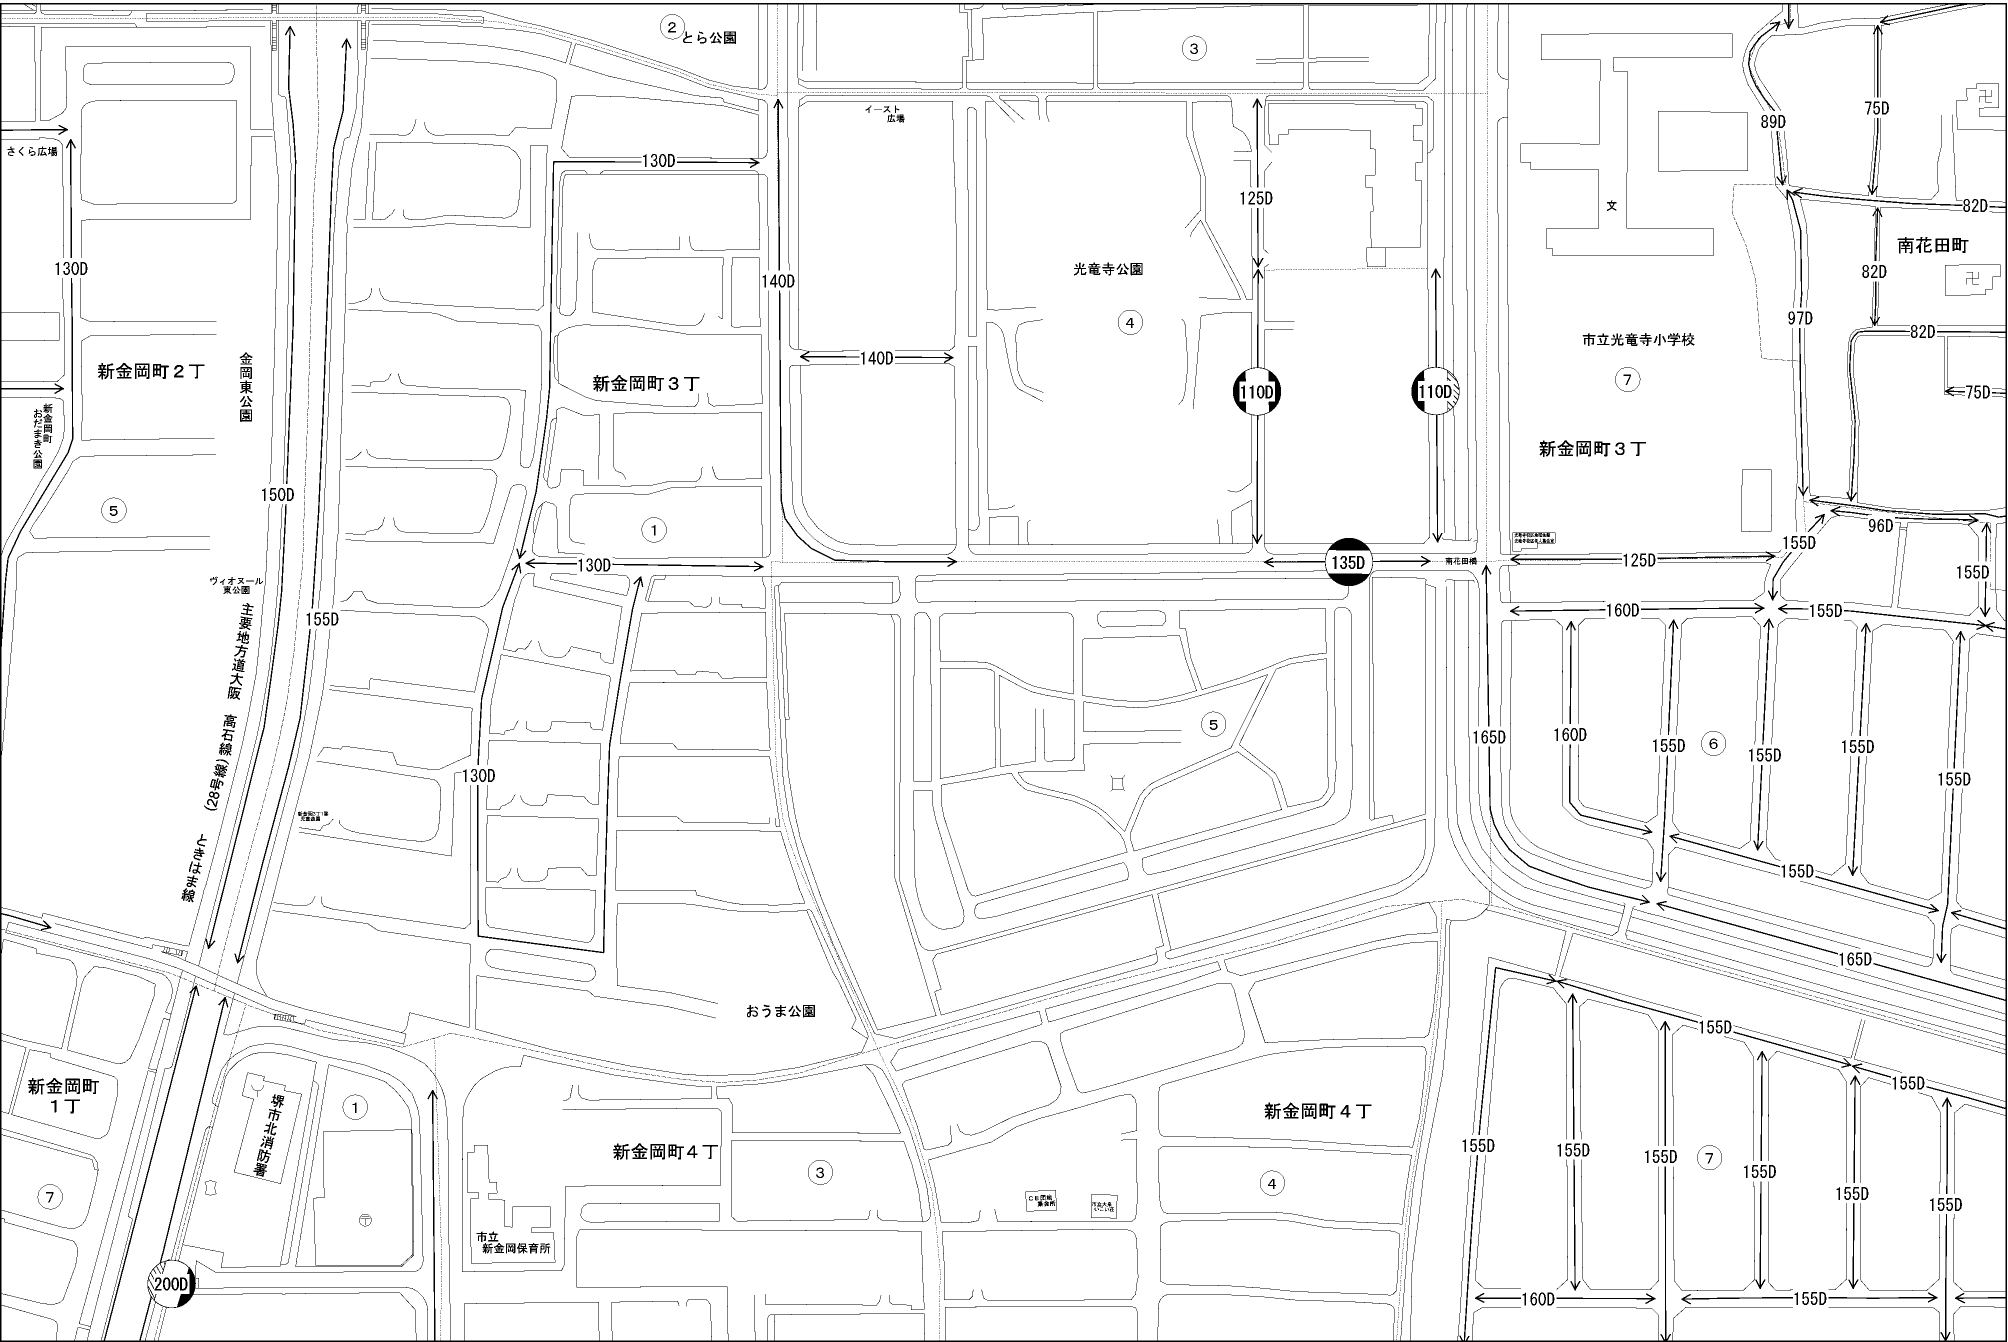 ②
とら公園
③
イースト
広場
さくら広場
130D
130D
125D
89D
75D
82D
文
南花田町
130D
140D
光竜寺公園
82D
④
97D
82D
市立光竜寺小学校
140D
新金岡町２丁
金岡東公園
新金岡町３丁
⑦
110D
110D
75D
新金岡町
おだまき公園
新金岡町３丁
150D
⑤
①
96D
155D
130D
135D
南花田橋
125D
155D
ヴィオスール
東公園
155D
160D
155D
主要地方道大阪
高石線
(28号線)
ときはま線
⑤
165D
160D
155D
⑥
155D
155D
155D
130D
155D
165D
おうま公園
155D
155D
新金岡町
１丁
①
堺市北消防署
新金岡町４丁
新金岡町４丁
155D
155D
155D
⑦
155D
155D
155D
③
④
⑦
〒
市立
新金岡保育所
200D
160D
155D